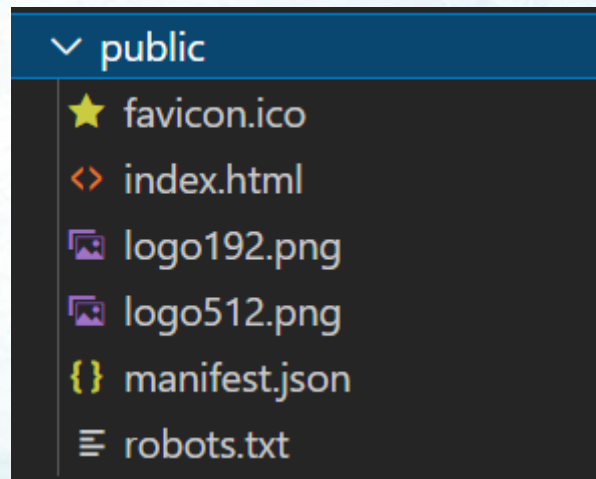 public
favicon.ico
index.html
logo192.png
logo512.png
manifest.json
robots.txt